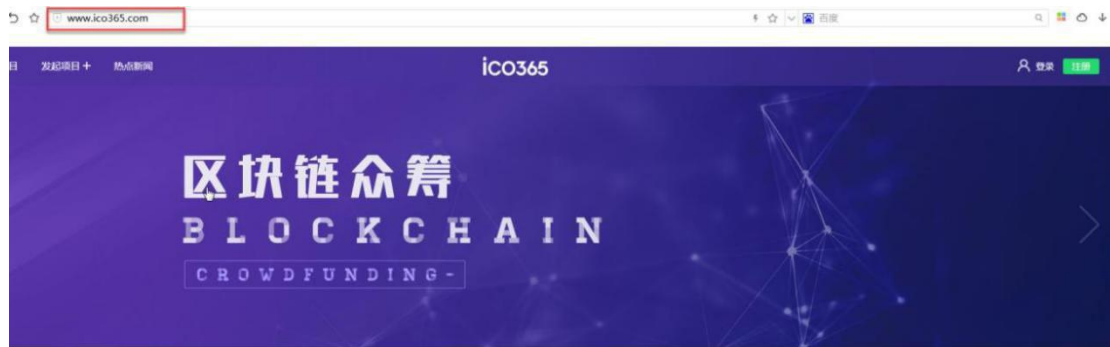 www.ico365.com
百度
发起项目 +
热点新闻
ico365
登录
注册
区块链众筹
BLOCKCHAIN
CROWDFUNDING-